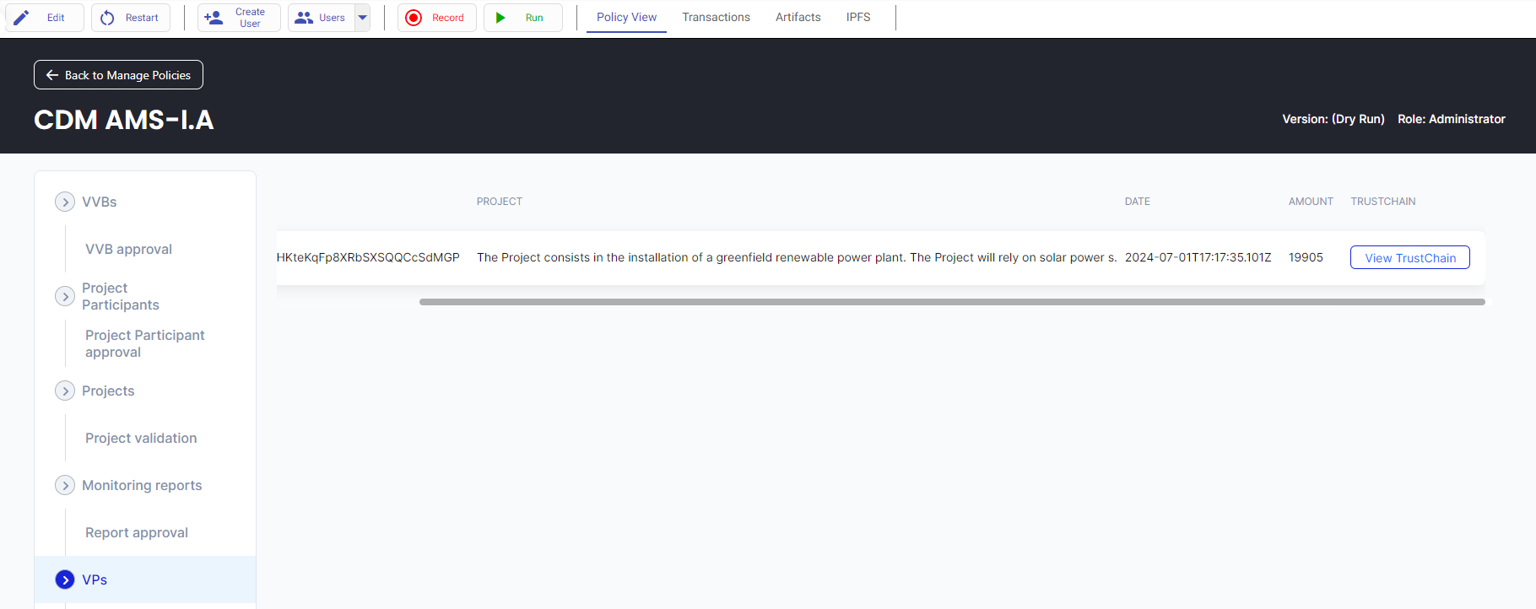 Edit
Restart
Create
User
Users
Record
Run
Policy View
Transactions
Artifacts
IPFS
Back to Manage Policies
CDM AMS-I.A
Version: (Dry Run) Role: Administrator
VVBs
VVB approval
Project
Participants
Project Participant
approval
Projects
Project validation
Monitoring reports
Report approval
VPs
PROJECT DATE AMOUNT TRUSTCHAIN
HKteKqFp8XRbSXSQQCcSdMGP The Project consists in the installation of a greenfield renewable power plant. The Project will rely on solar power s. 2024-07-01T17:17:35.101Z 19905 View TrustChain